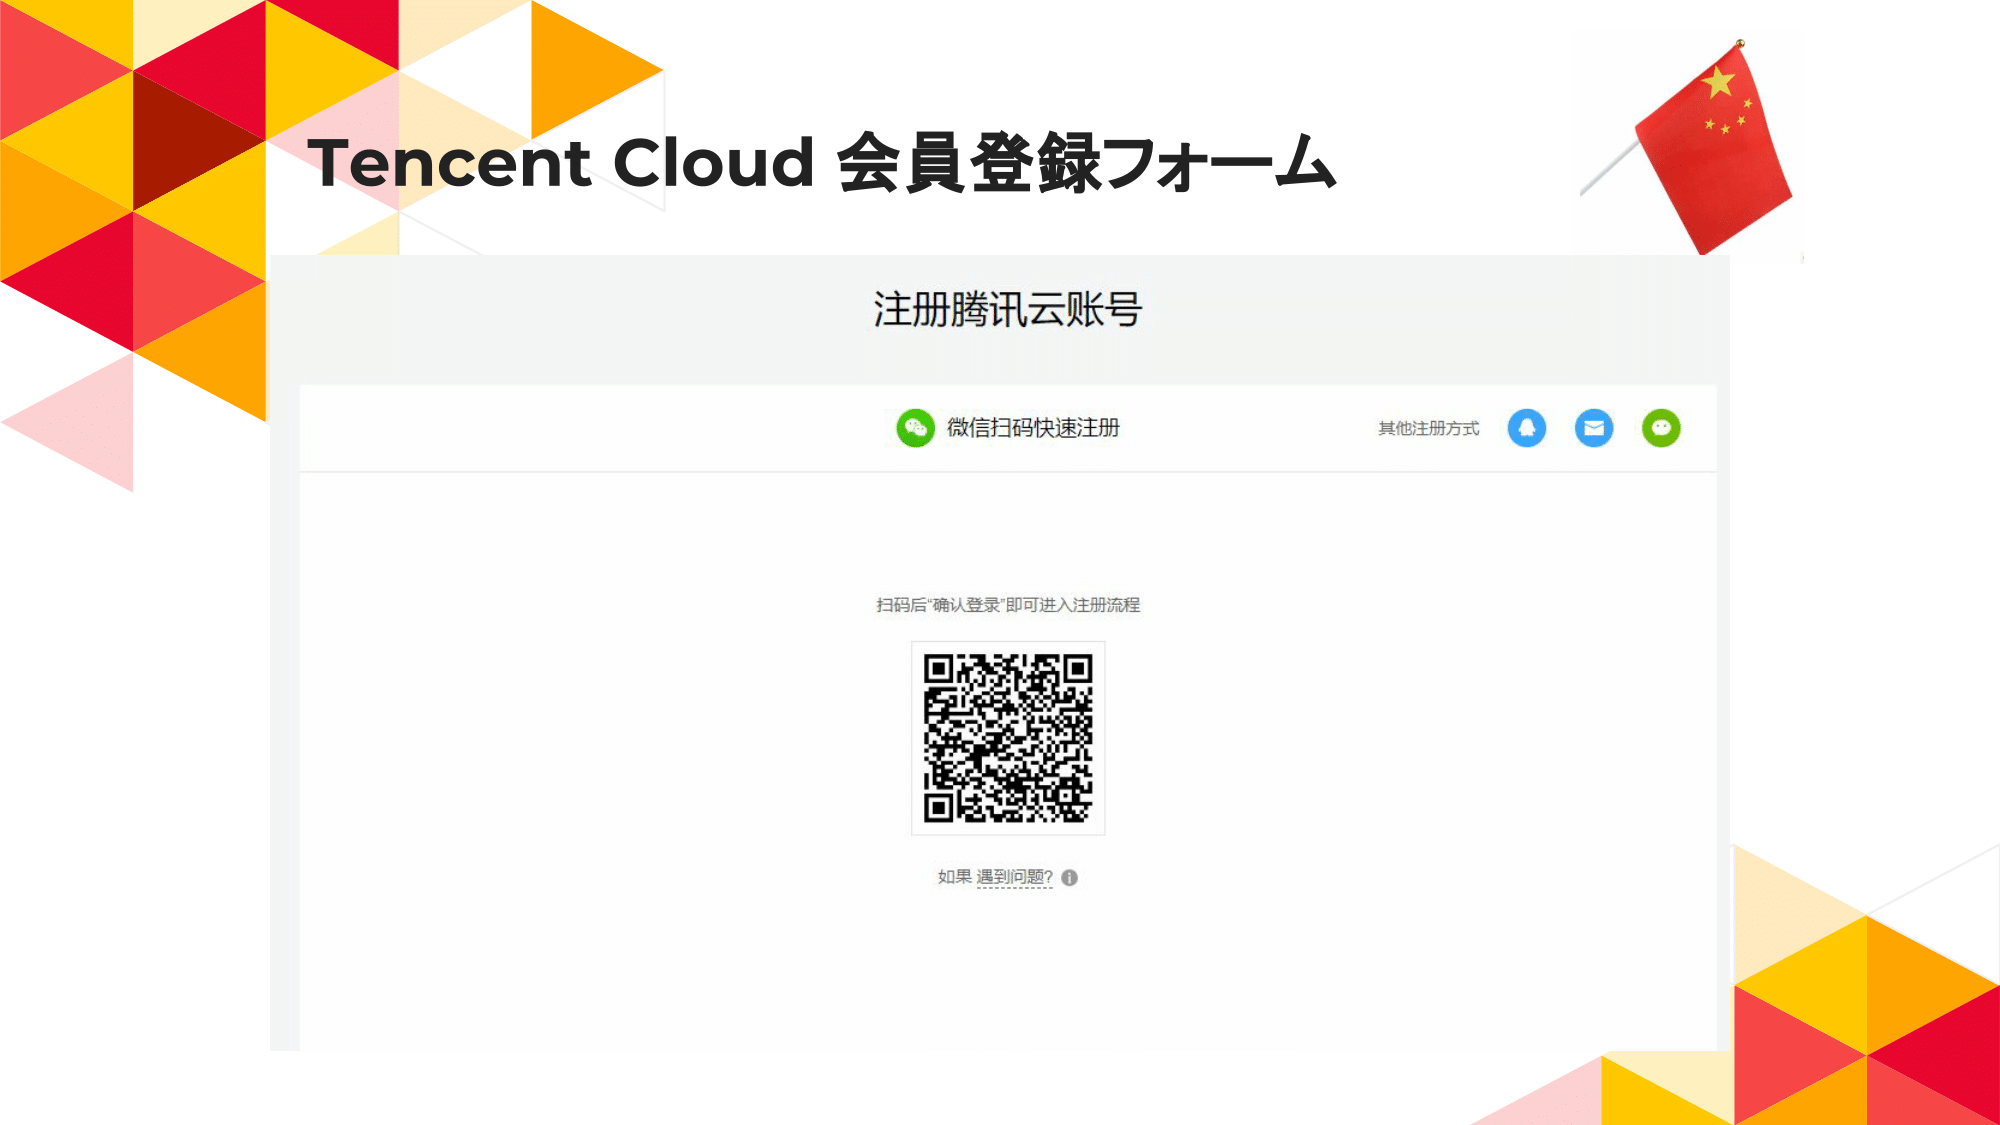 Tencent Cloud 会員登録フォーム
注册腾讯云账号
微信扫码快速注册
其他注册方式
扫码后“确认登录”即可进入注册流程
如果 遇到问题?